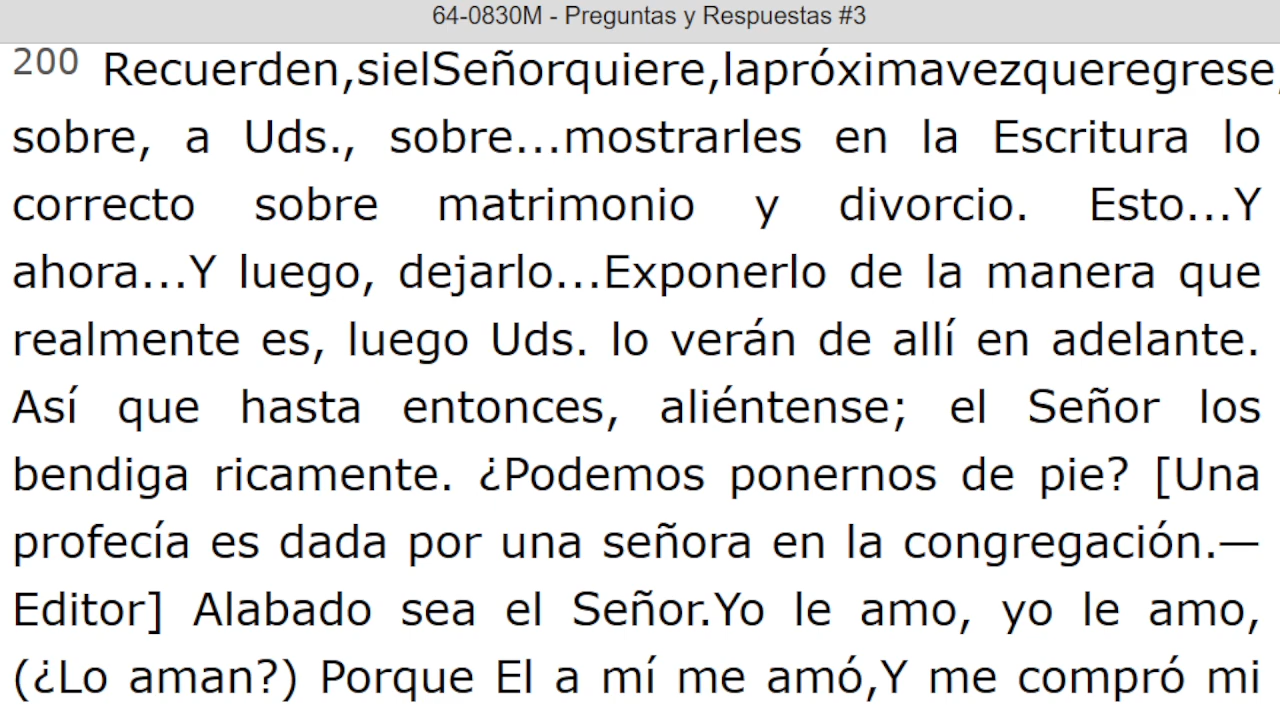 64-0830M - Preguntas y Respuestas #3
200 Recuerden,sielSeñorquiere,lapróximavezqueregrese,
sobre, a Uds., sobre...mostrarles en la Escritura lo
correcto sobre matrimonio y divorcio. Esto...Y
ahora...Y luego, dejarlo...Exponerlo de la manera que
realmente es, luego Uds. lo verán de allí en adelante.
Así que hasta entonces, aliéntense; el Señor los
bendiga ricamente. ¿Podemos ponernos de pie? [Una
profecía es dada por una señora en la congregación.—
Editor] Alabado sea el Señor.Yo le amo, yo le amo,
(¿Lo aman?) Porque El a mí me amó,Y me compró mi